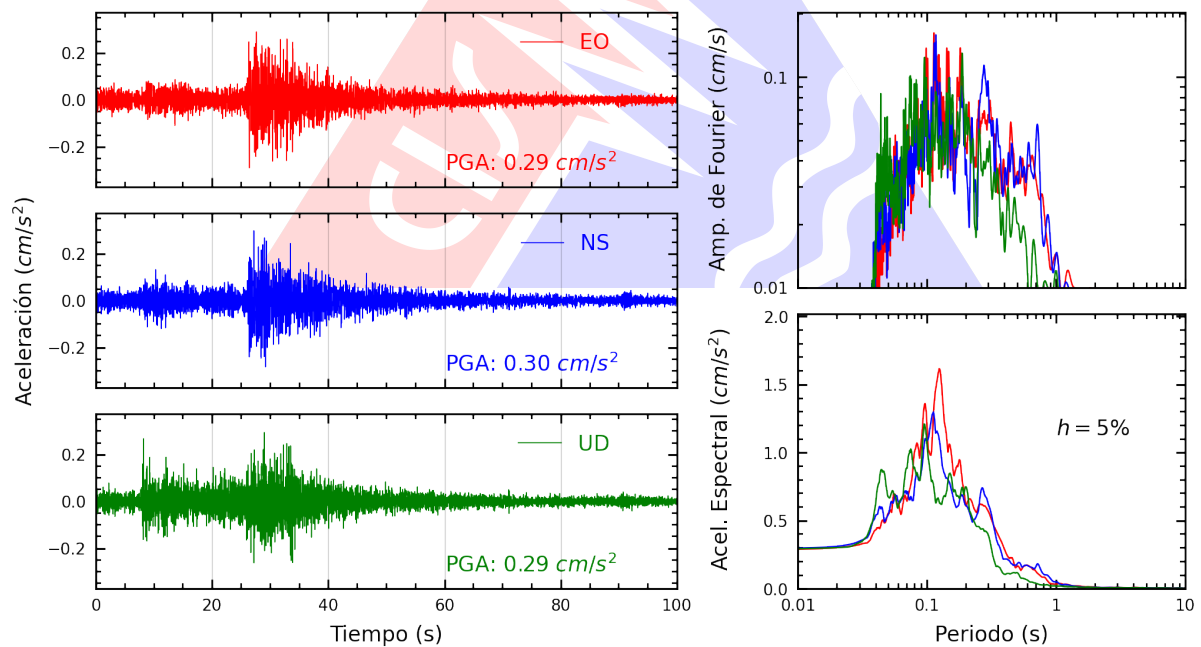 Aceleración (cm/s²)
0.2
0.0
−0.2
EO
PGA: 0.29 cm/s²
0.2
0.0
−0.2
NS
PGA: 0.30 cm/s²
0.2
0.0
−0.2
UD
PGA: 0.29 cm/s²
0 20 40 60 80 100
Tiempo (s)
Amp. de Fourier (cm/s)
0.1
0.01
Acel. Espectral (cm/s²)
2.0
1.5
1.0
0.5
0.0
h = 5%
0.01 0.1 1 10
Periodo (s)
CIS